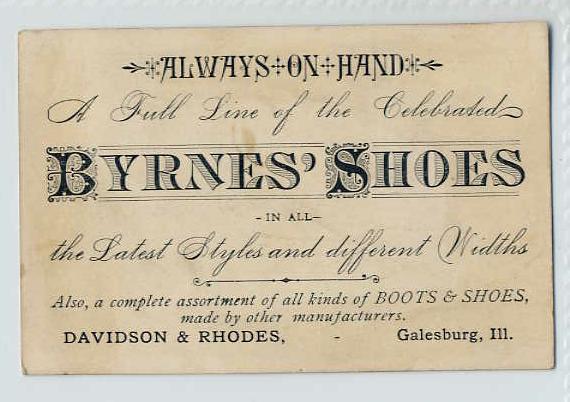 ALWAYS ON HAND
A Full Line of the Celebrated
BYRNES' SHOES
- IN ALL -
the Latest Styles and different Widths
Also, a complete assortment of all kinds of BOOTS & SHOES,
made by other manufacturers.
DAVIDSON & RHODES, - Galesburg, Ill.